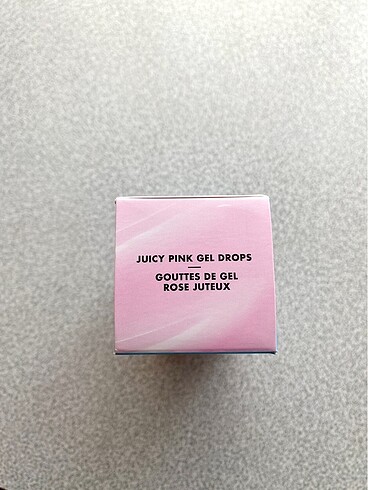 JUICY PINK GEL DROPS
GOUTTES DE GEL
ROSE JUTEUX